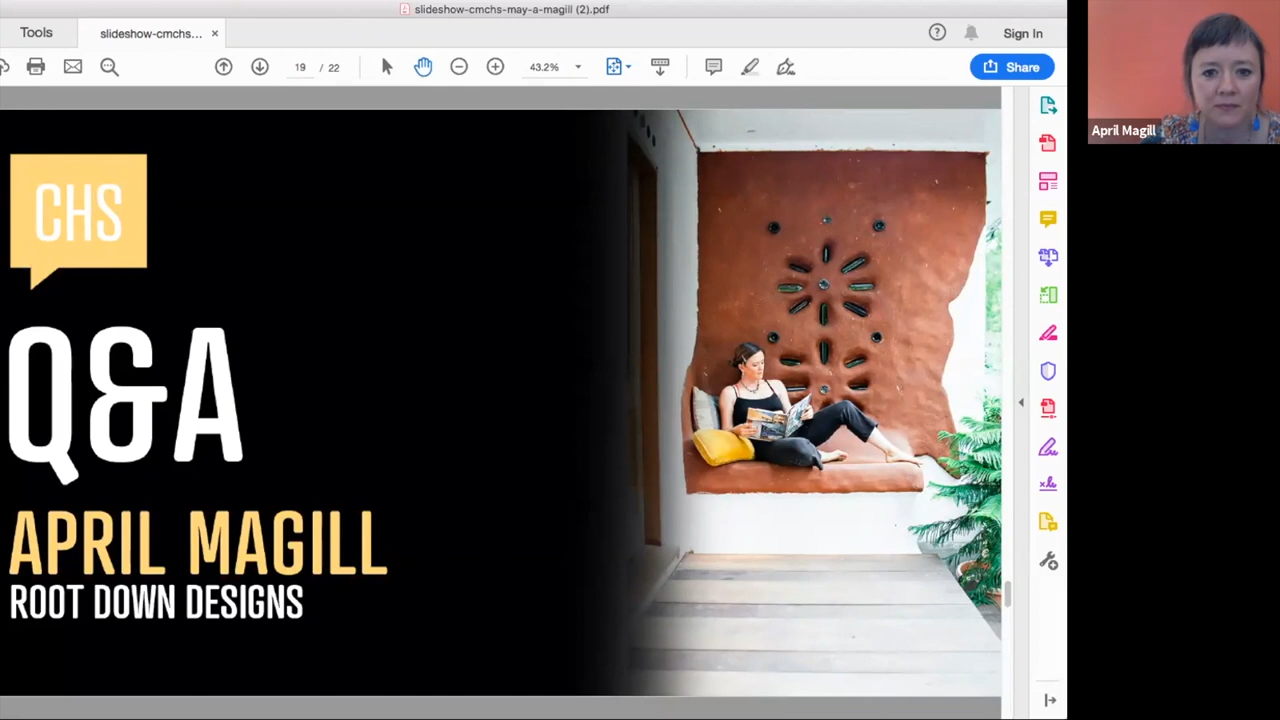 slideshow-cmchs-may-a-magill (2).pdf
Tools
slideshow-cmchs... ×
Sign In
19 / 22
43.2%
Share
CHS
Q&A
APRIL MAGILL
ROOT DOWN DESIGNS
April Magill